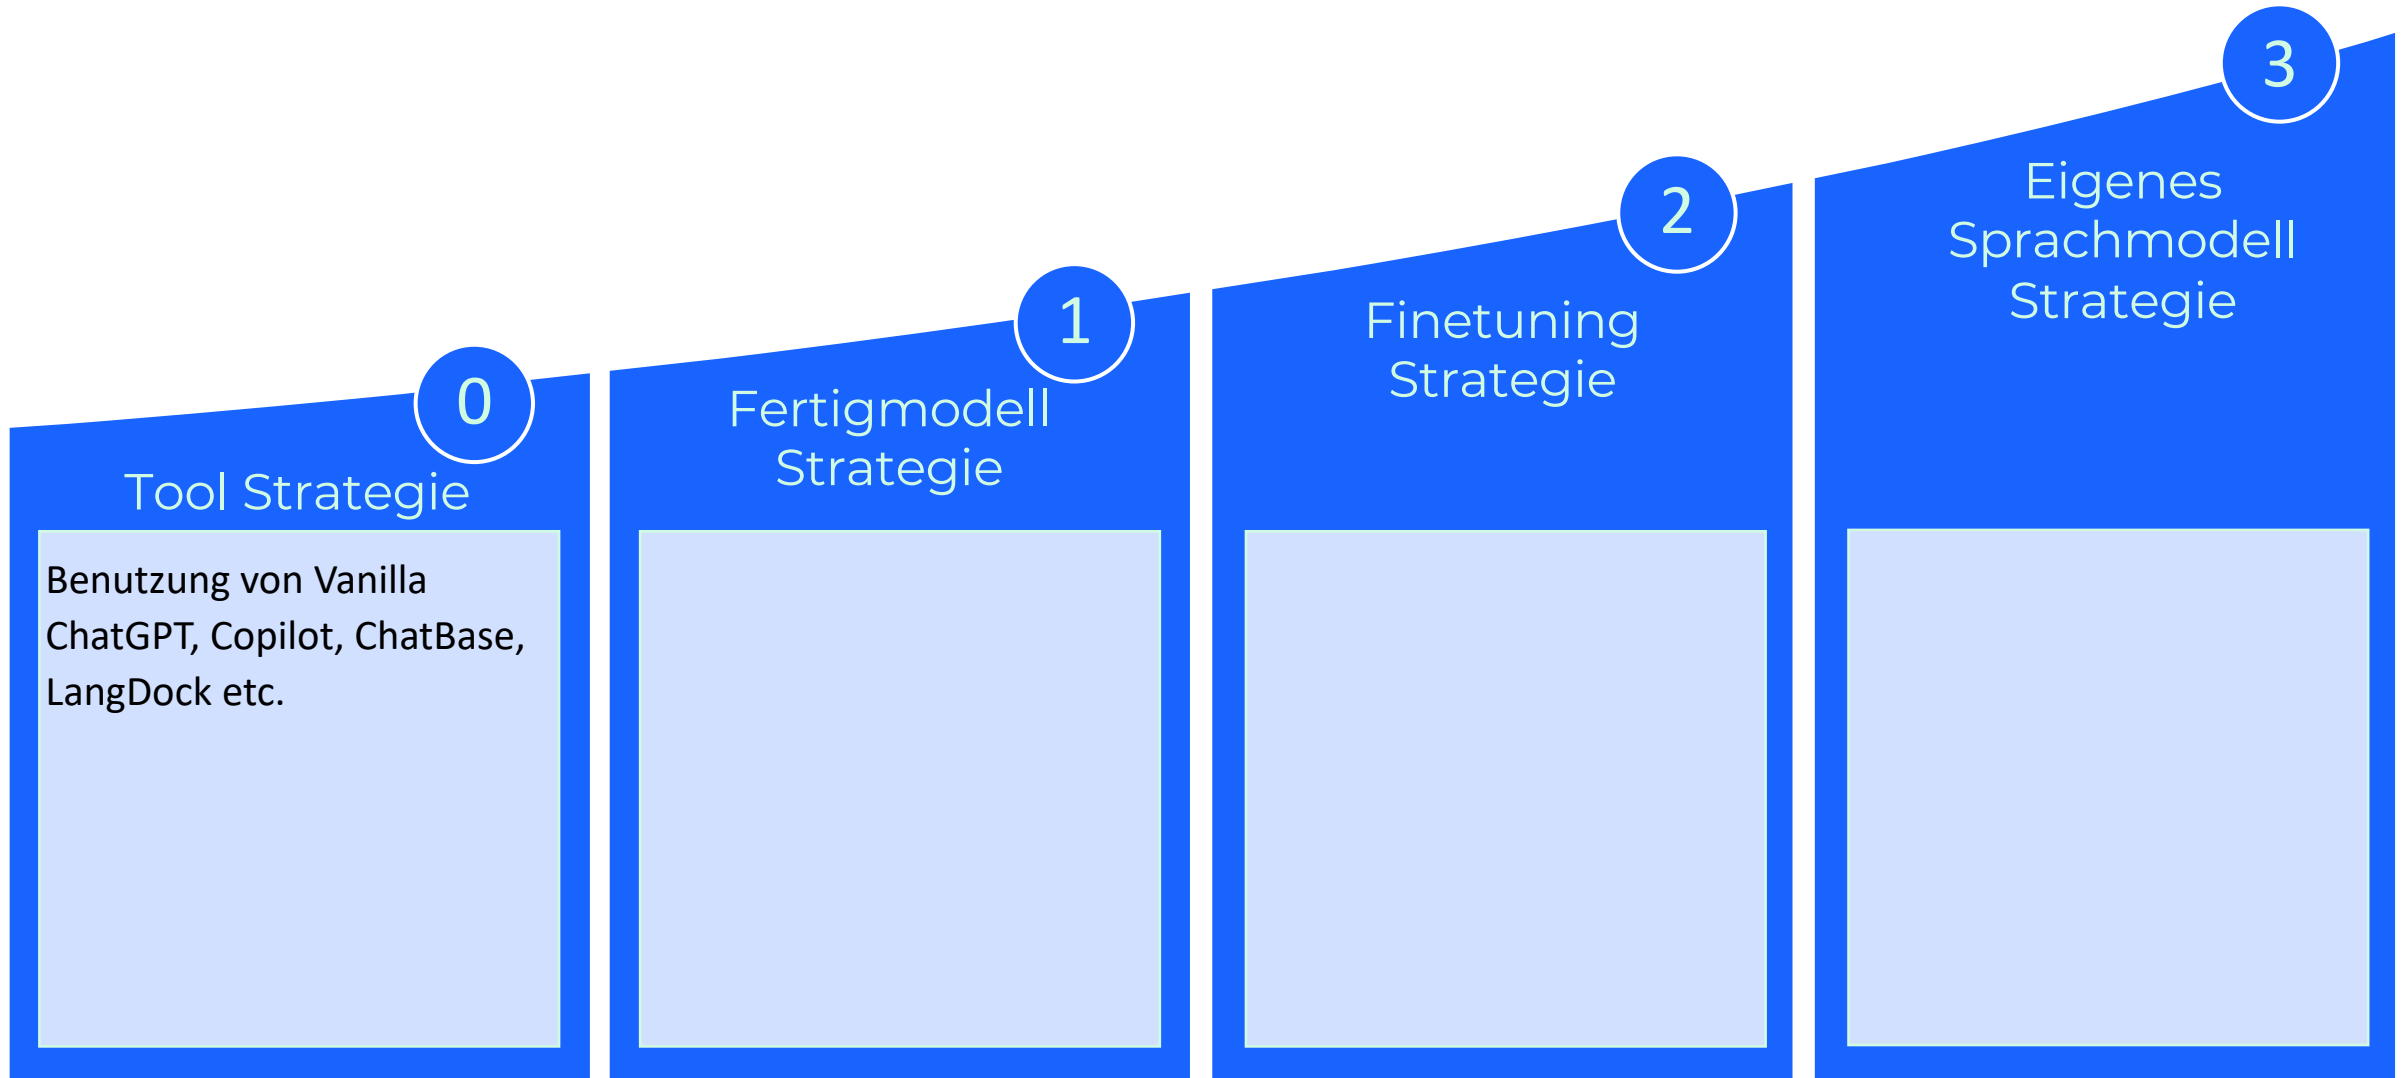 0
Tool Strategie
Benutzung von Vanilla
ChatGPT, Copilot, ChatBase,
LangDock etc.
1
Fertigmodell
Strategie
2
Finetuning
Strategie
3
Eigenes
Sprachmodell
Strategie